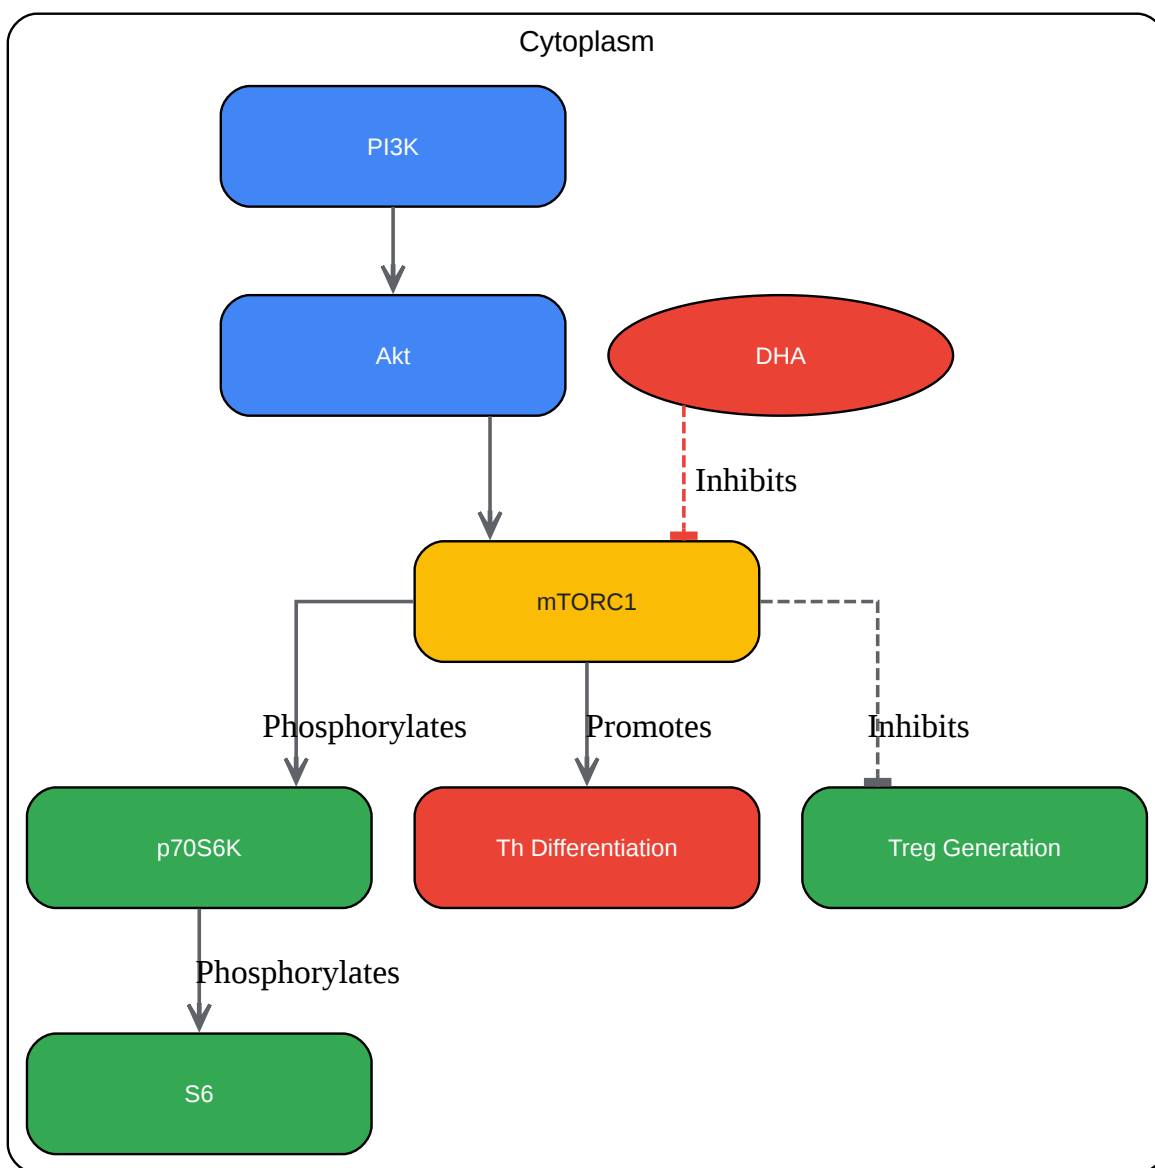 Cytoplasm
PI3K
Akt
DHA
Inhibits
mTORC1
Phosphorylates
Promotes
Inhibits
p70S6K
Th Differentiation
Treg Generation
Phosphorylates
S6